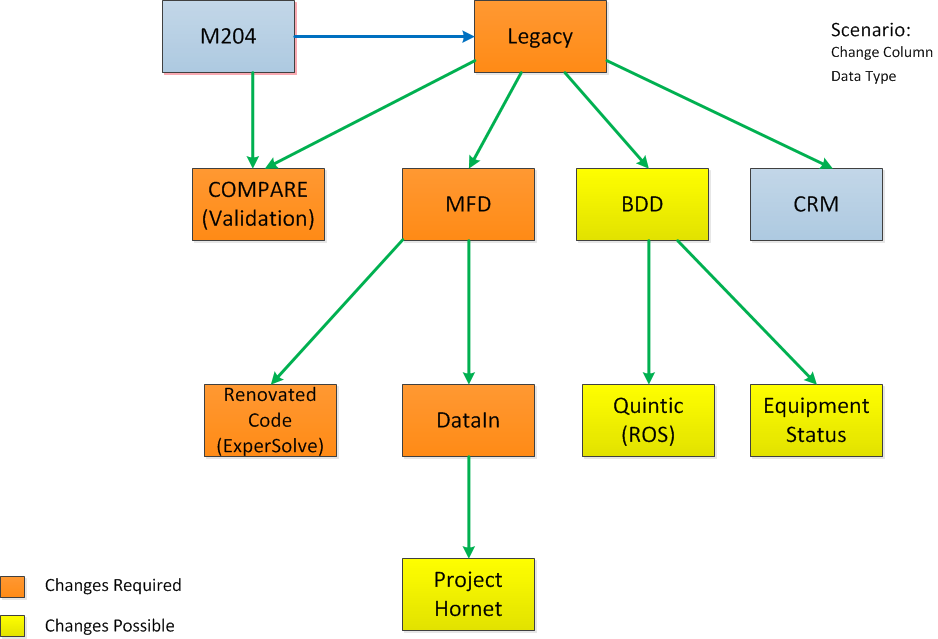 M204
Legacy
Scenario:
Change Column
Data Type
COMPARE
(Validation)
MFD
BDD
CRM
Renovated
Code
(ExperSolve)
DataIn
Quintic
(ROS)
Equipment
Status
Project
Hornet
Changes Required
Changes Possible